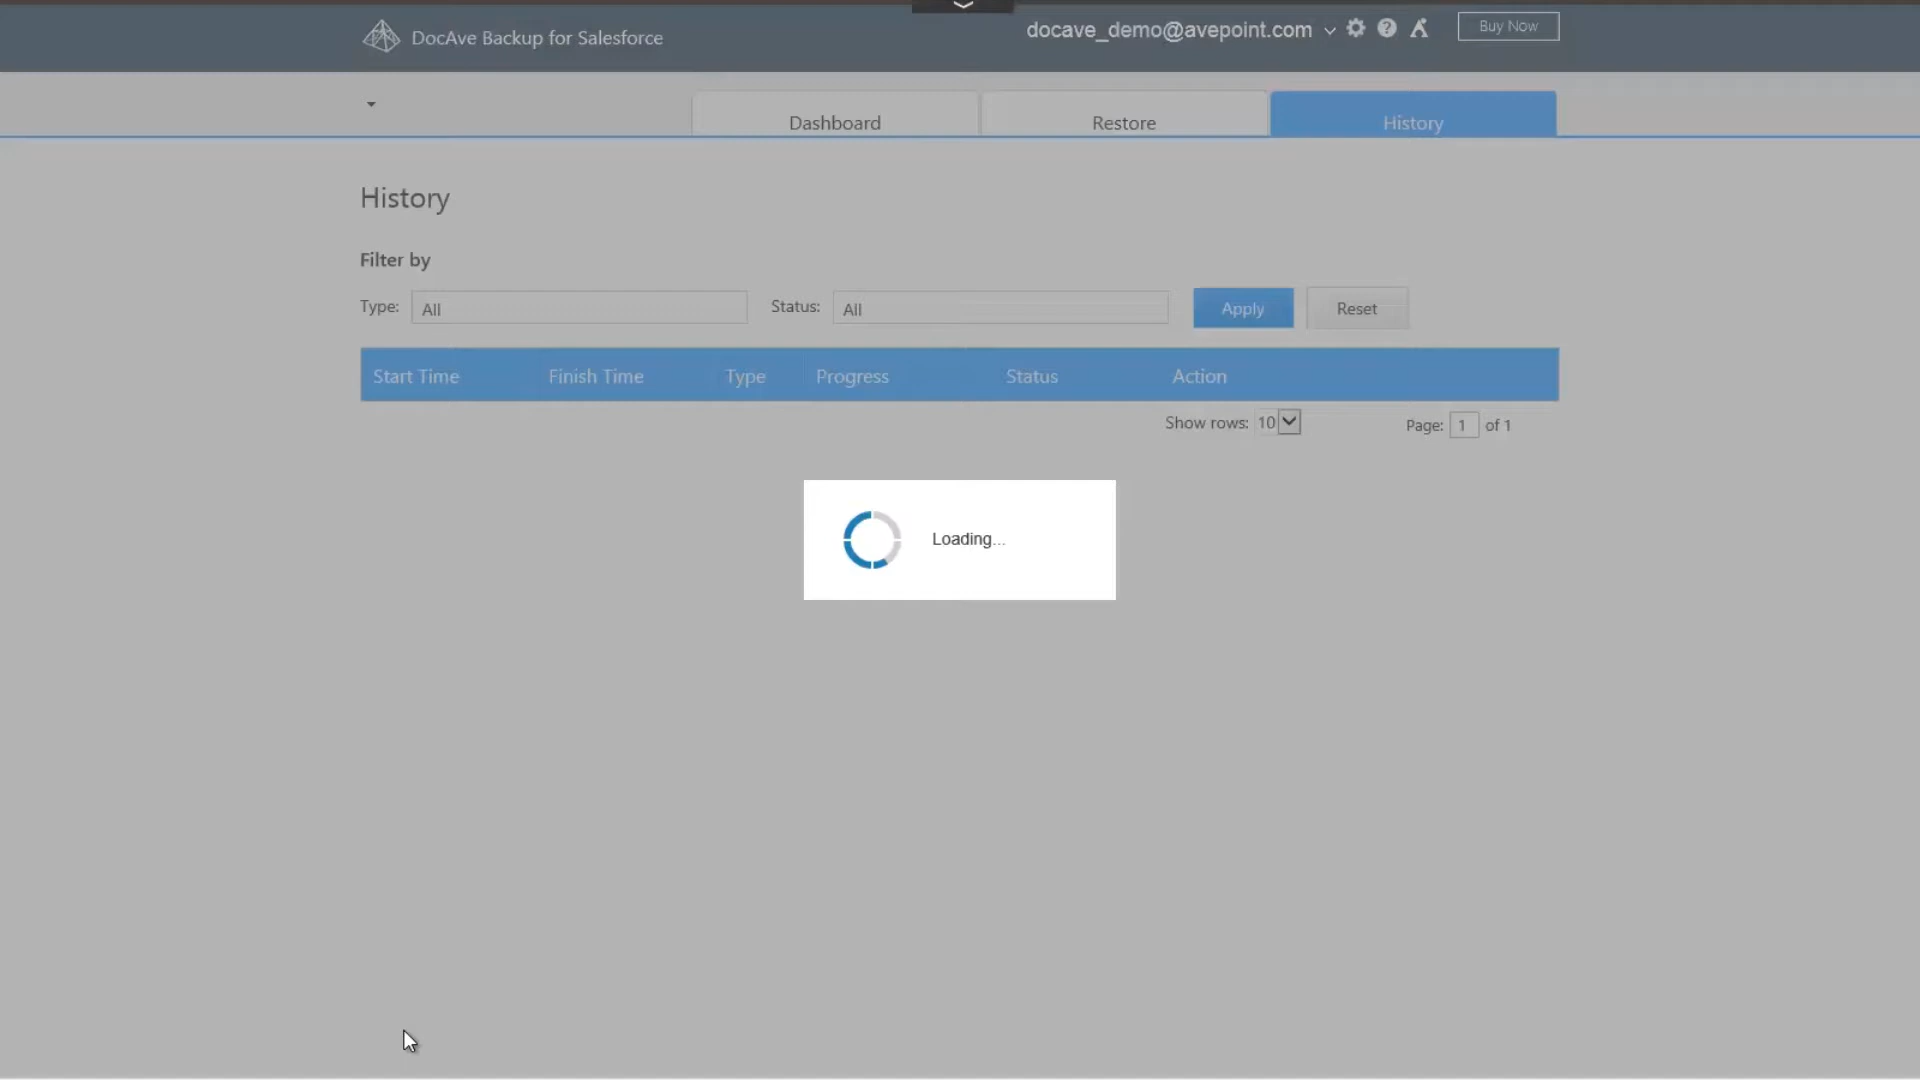 DocAve Backup for Salesforce
docave_demo@avepoint.com
Buy Now
Dashboard
Restore
History
History
Filter by
Type: All
Status: All
Apply
Reset
Start Time Finish Time Type Progress Status Action
Show rows: 10
Page: 1 of 1
Loading...